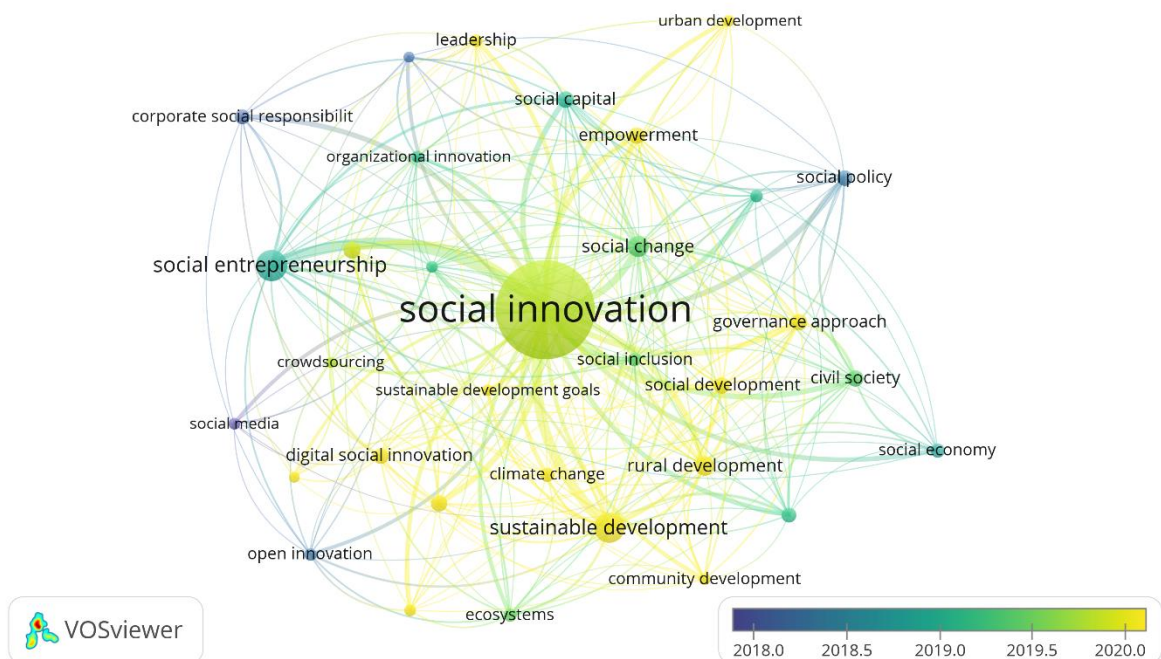 urban development
leadership
social capital
corporate social responsibilit
empowerment
organizational innovation
social policy
social change
social entrepreneurship
social innovation
governance approach
social inclusion
crowdsourcing
civil society
social development
sustainable development goals
social media
social economy
digital social innovation
rural development
climate change
sustainable development
open innovation
community development
ecosystems
VOSviewer
2018.0 2018.5 2019.0 2019.5 2020.0